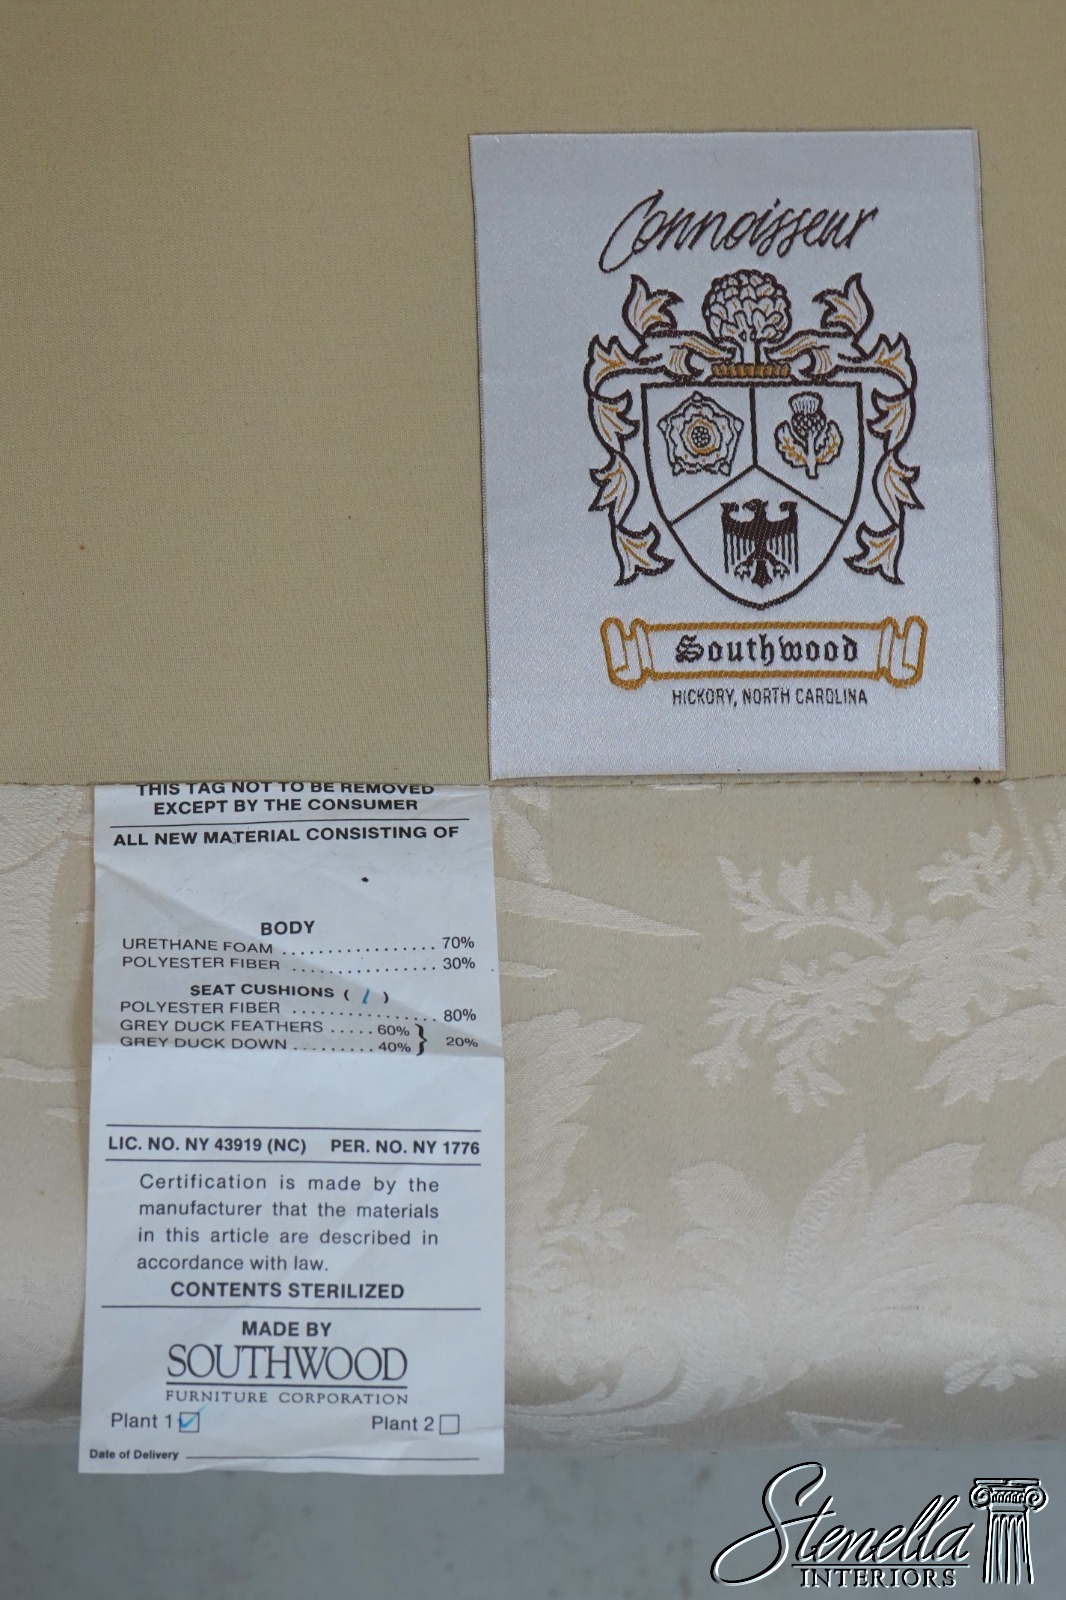 Connoisseur
Southwood
HICKORY, NORTH CAROLINA
THIS TAG NOT TO BE REMOVED
EXCEPT BY THE CONSUMER
ALL NEW MATERIAL CONSISTING OF
BODY
URETHANE FOAM ................ 70%
POLYESTER FIBER ............... 30%
SEAT CUSHIONS ( 1 )
POLYESTER FIBER ............... 80%
GREY DUCK FEATHERS ..... 60% } 20%
GREY DUCK DOWN ......... 40%
LIC. NO. NY 43919 (NC) PER. NO. NY 1776
Certification is made by the
manufacturer that the materials
in this article are described in
accordance with law.
CONTENTS STERILIZED
MADE BY
SOUTHWOOD
FURNITURE CORPORATION
Plant 1 ☑ Plant 2 ☐
Date of Delivery
Stenella
INTERIORS